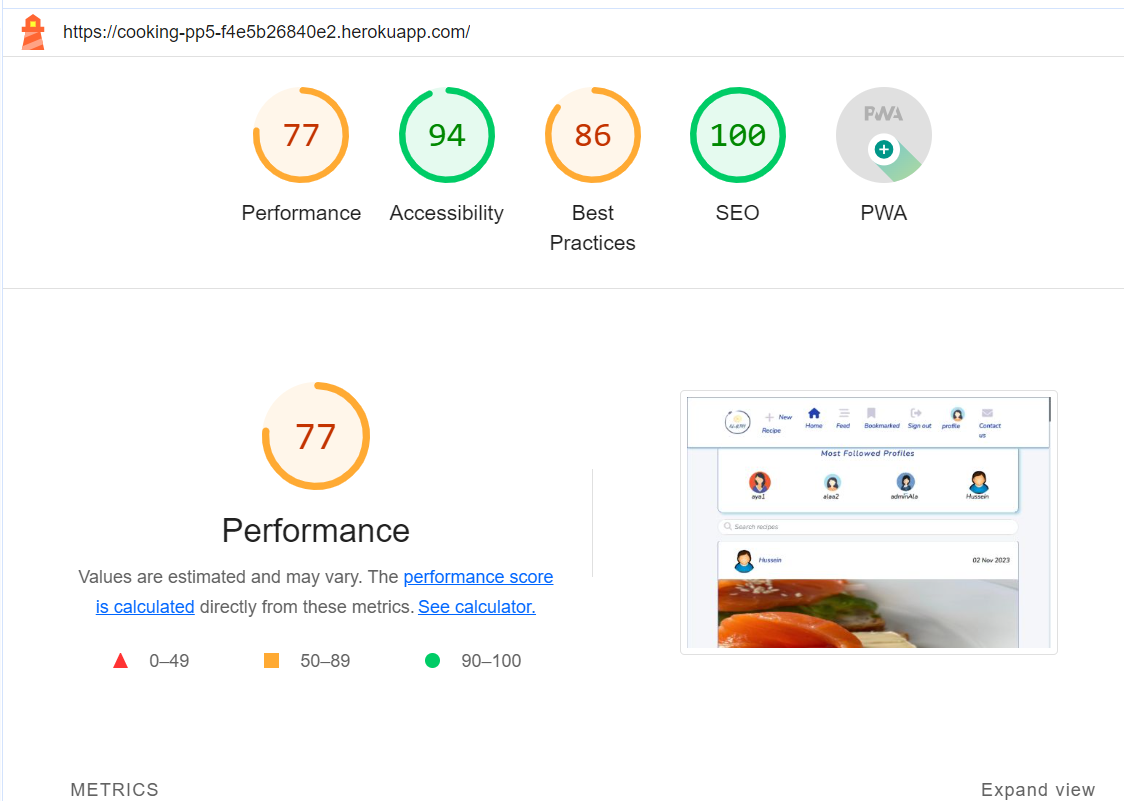 https://cooking-pp5-f4e5b26840e2.herokuapp.com/
77
94
86
100
PWA
Performance
Accessibility
Best
Practices
SEO
PWA
77
Performance
Values are estimated and may vary. The performance score
is calculated directly from these metrics. See calculator.
0–49
50–89
90–100
New
Recipe
Home
Feed
Bookmarked
Sign out
profile
Contact
us
Most Followed Profiles
aya1
alaa2
adminAla
Hussein
Search recipes
Hussein
02 Nov 2023
METRICS
Expand view